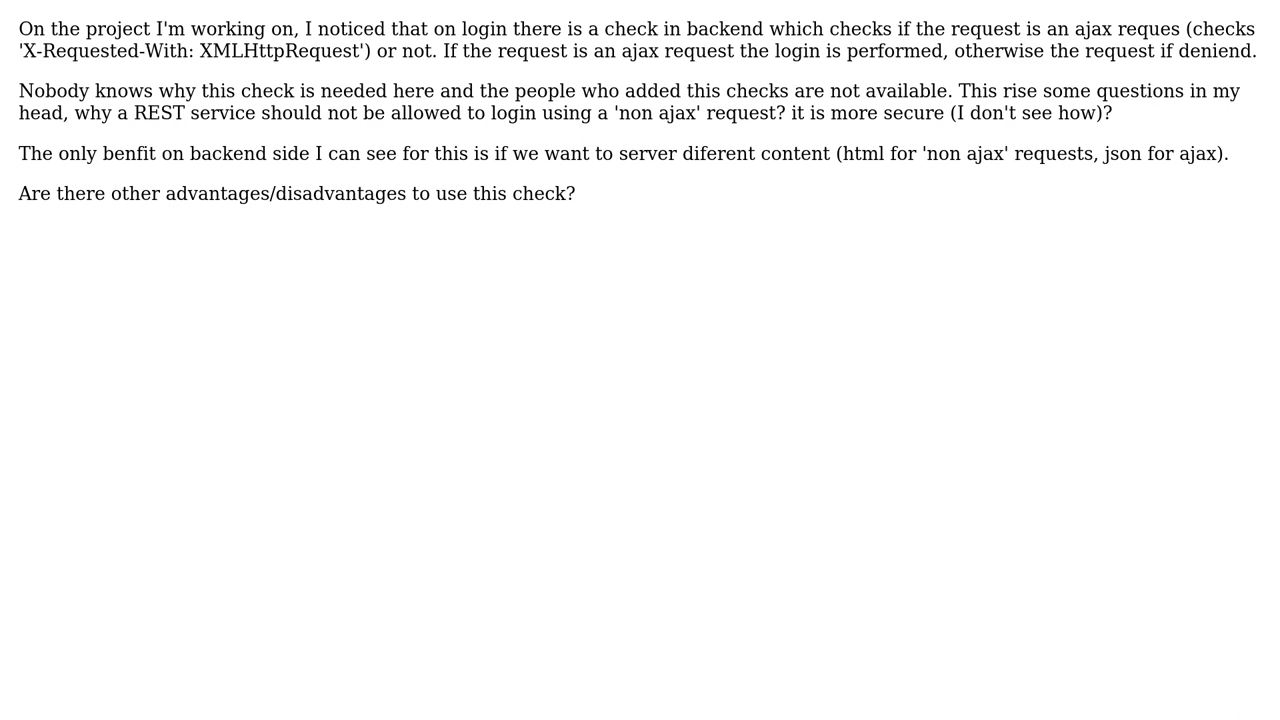 On the project I'm working on, I noticed that on login there is a check in backend which checks if the request is an ajax reques (checks
'X-Requested-With: XMLHttpRequest') or not. If the request is an ajax request the login is performed, otherwise the request if deniend.
Nobody knows why this check is needed here and the people who added this checks are not available. This rise some questions in my
head, why a REST service should not be allowed to login using a 'non ajax' request? it is more secure (I don't see how)?
The only benfit on backend side I can see for this is if we want to server diferent content (html for 'non ajax' requests, json for ajax).
Are there other advantages/disadvantages to use this check?